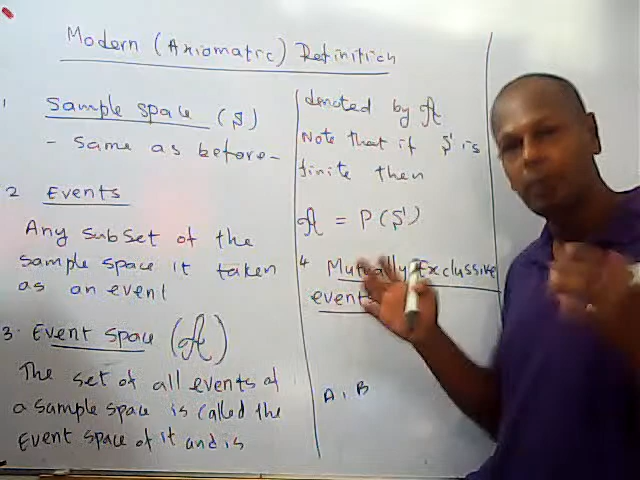 Modern (Axiomatic) Definition
1 Sample space (S)
- Same as before -
2 Events
Any subset of the
sample space it taken
as an event
3. Event space (A)
The set of all events of
a sample space is called the
Event space of it and is
denoted by A
Note that if S is
finite then
A = P(S)
4 Mutually Exclussive
events
A, B